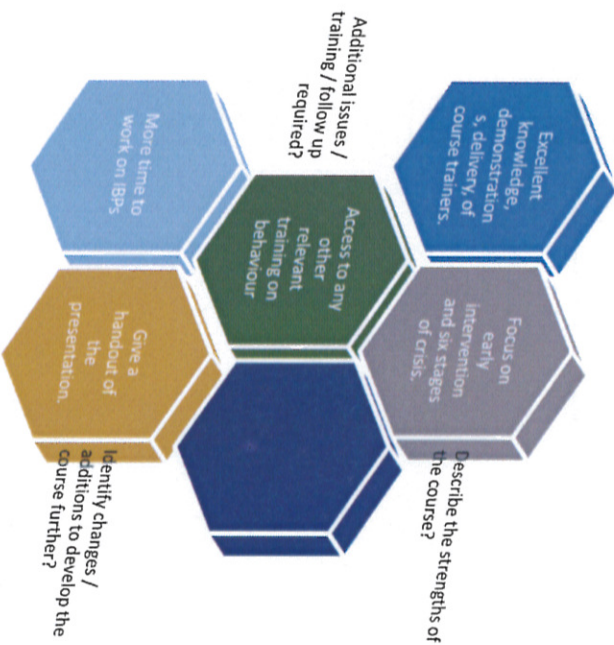 Excellent
knowledge,
demonstration
s, delivery, of
course trainers.
Focus on
early
intervention
and six stages
of crisis.
Describe the strengths of
the course?
Additional issues /
training / follow up
required?
Access to any
other
relevant
training on
behaviour
More time to
work on IBPs
Give a
handout of
the
presentation.
Identify changes /
additions to develop the
course further?